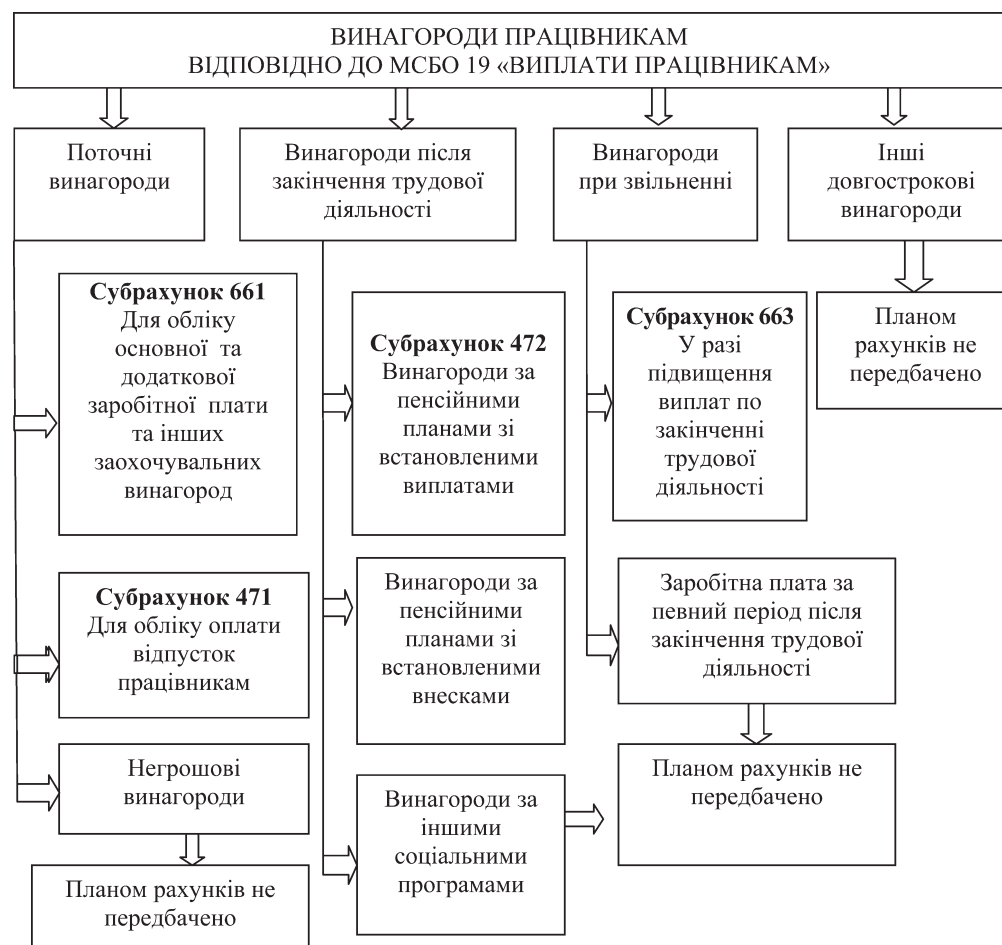 ВИНАГОРОДИ ПРАЦІВНИКАМ
ВІДПОВІДНО ДО МСБО 19 «ВИПЛАТИ ПРАЦІВНИКАМ»
Поточні
винагороди
Винагороди після
закінчення трудової
діяльності
Винагороди
при звільненні
Інші
довгострокові
винагороди
Субрахунок 661
Для обліку
основної та
додаткової
заробітної плати
та інших
заохочувальних
винагород
Субрахунок 472
Винагороди за
пенсійними
планами зі
встановленими
виплатами
Субрахунок 663
У разі
підвищення
виплат по
закінченні
трудової
діяльності
Планом
рахунків не
передбачено
Субрахунок 471
Для обліку оплати
відпусток
працівникам
Винагороди за
пенсійними
планами зі
встановленими
внесками
Заробітна плата за
певний період після
закінчення трудової
діяльності
Негрошові
винагороди
Винагороди за
іншими
соціальними
програмами
Планом рахунків не
передбачено
Планом рахунків не
передбачено